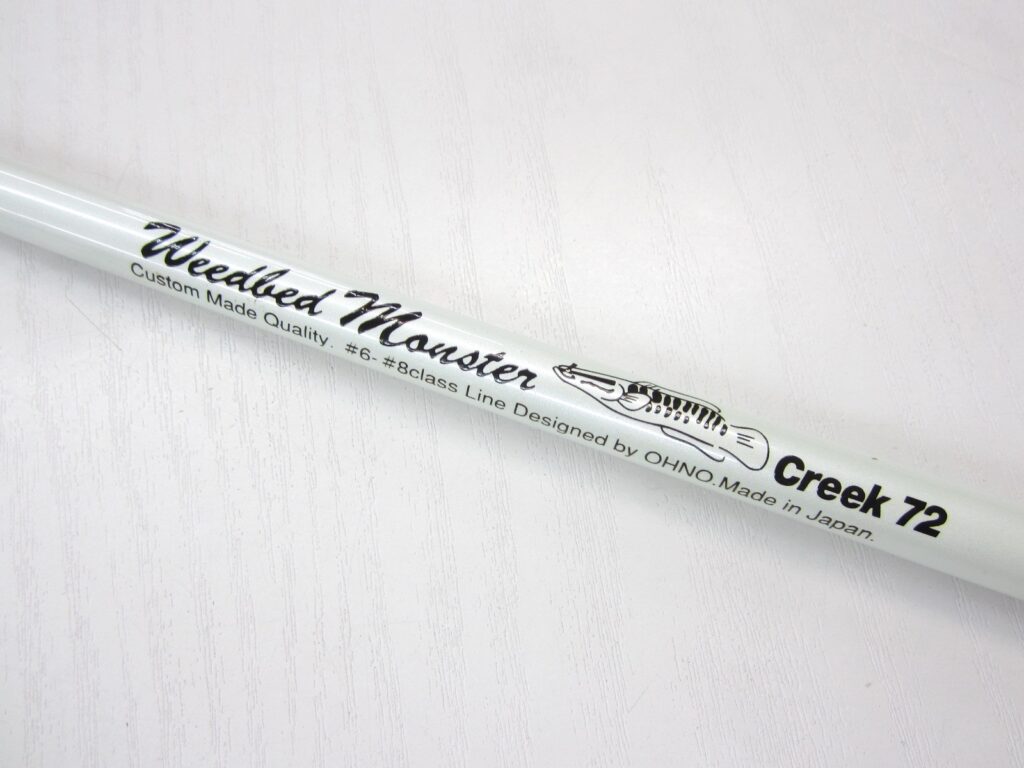 Weedbed Monster Creek 72
Custom Made Quality. #6-#8class Line Designed by OHNO.Made in Japan.